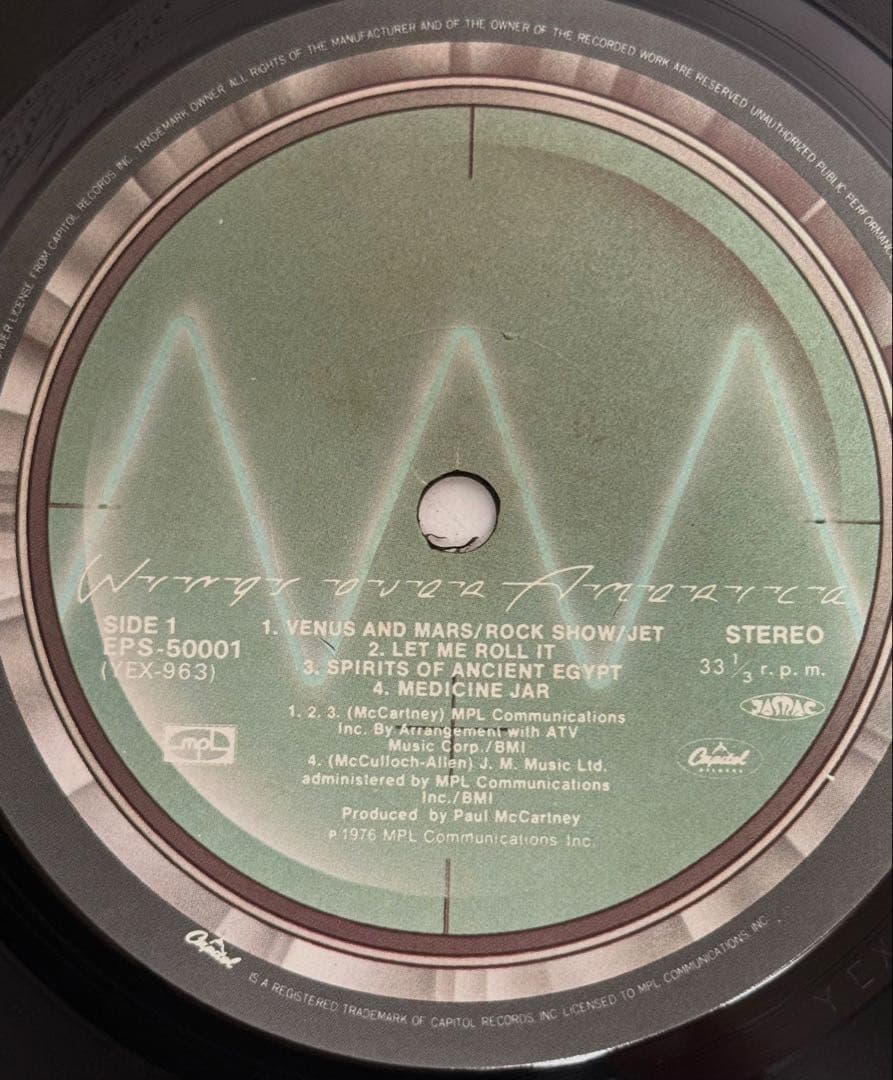 UNDER LICENSE FROM CAPITOL RECORDS INC. TRADEMARK OWNER ALL RIGHTS OF THE MANUFACTURER AND OF THE OWNER OF THE RECORDED WORK ARE RESERVED UNAUTHORIZED PUBLIC PERFORMANCE
Wings over America
SIDE 1
EPS-50001
(YEX-963)
1. VENUS AND MARS/ROCK SHOW/JET
2. LET ME ROLL IT
3. SPIRITS OF ANCIENT EGYPT
4. MEDICINE JAR
STEREO
33 1/3 r.p.m.
1. 2. 3. (McCartney) MPL Communications
Inc. By Arrangement with ATV
Music Corp./BMI
4. (McCulloch-Allen) J. M. Music Ltd.
administered by MPL Communications
Inc./BMI
Produced by Paul McCartney
℗ 1976 MPL Communications Inc.
mpL
JASRAC
Capitol
RECORDS
Capitol
IS A REGISTERED TRADEMARK OF CAPITOL RECORDS, INC. LICENSED TO MPL COMMUNICATIONS, INC.
YEX